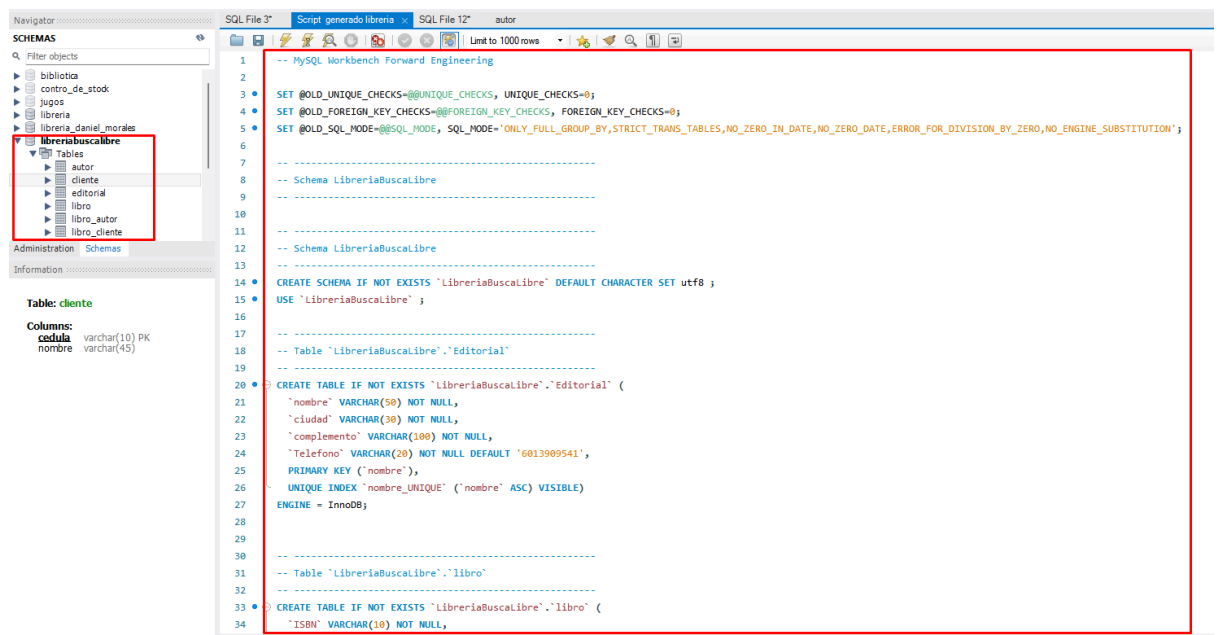 Navigator
SCHEMAS
Filter objects
bibliotica
contro_de_stock
jugos
libreria
libreria_daniel_morales
libreriabuscalibre
Tables
autor
cliente
editorial
libro
libro_autor
libro_cliente
Administration Schemas
Information
Table: cliente
Columns:
cedula varchar(10) PK
nombre varchar(45)
SQL File 3* Script generado libreria × SQL File 12* autor
Limit to 1000 rows
1 -- MySQL Workbench Forward Engineering
2
3 SET @OLD_UNIQUE_CHECKS=@@UNIQUE_CHECKS, UNIQUE_CHECKS=0;
4 SET @OLD_FOREIGN_KEY_CHECKS=@@FOREIGN_KEY_CHECKS, FOREIGN_KEY_CHECKS=0;
5 SET @OLD_SQL_MODE=@@SQL_MODE, SQL_MODE='ONLY_FULL_GROUP_BY,STRICT_TRANS_TABLES,NO_ZERO_IN_DATE,NO_ZERO_DATE,ERROR_FOR_DIVISION_BY_ZERO,NO_ENGINE_SUBSTITUTION';
6
7 -- -----------------------------------------------------
8 -- Schema LibreriaBuscaLibre
9 -- -----------------------------------------------------
10
11 -- -----------------------------------------------------
12 -- Schema LibreriaBuscaLibre
13 -- -----------------------------------------------------
14 CREATE SCHEMA IF NOT EXISTS `LibreriaBuscaLibre` DEFAULT CHARACTER SET utf8 ;
15 USE `LibreriaBuscaLibre` ;
16
17 -- -----------------------------------------------------
18 -- Table `LibreriaBuscaLibre`.`Editorial`
19 -- -----------------------------------------------------
20 CREATE TABLE IF NOT EXISTS `LibreriaBuscaLibre`.`Editorial` (
21 `nombre` VARCHAR(50) NOT NULL,
22 `ciudad` VARCHAR(30) NOT NULL,
23 `complemento` VARCHAR(100) NOT NULL,
24 `Telefono` VARCHAR(20) NOT NULL DEFAULT '6013909541',
25 PRIMARY KEY (`nombre`),
26 UNIQUE INDEX `nombre_UNIQUE` (`nombre` ASC) VISIBLE)
27 ENGINE = InnoDB;
28
29
30 -- -----------------------------------------------------
31 -- Table `LibreriaBuscaLibre`.`libro`
32 -- -----------------------------------------------------
33 CREATE TABLE IF NOT EXISTS `LibreriaBuscaLibre`.`libro` (
34 `ISBN` VARCHAR(10) NOT NULL,